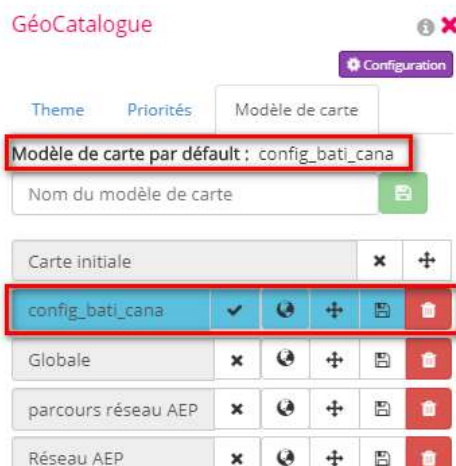 GéoCatalogue
Configuration
Theme Priorités Modèle de carte
Modèle de carte par défault : config_bati_cana
Nom du modèle de carte
Carte initiale
config_bati_cana
Globale
parcours réseau AEP
Réseau AEP